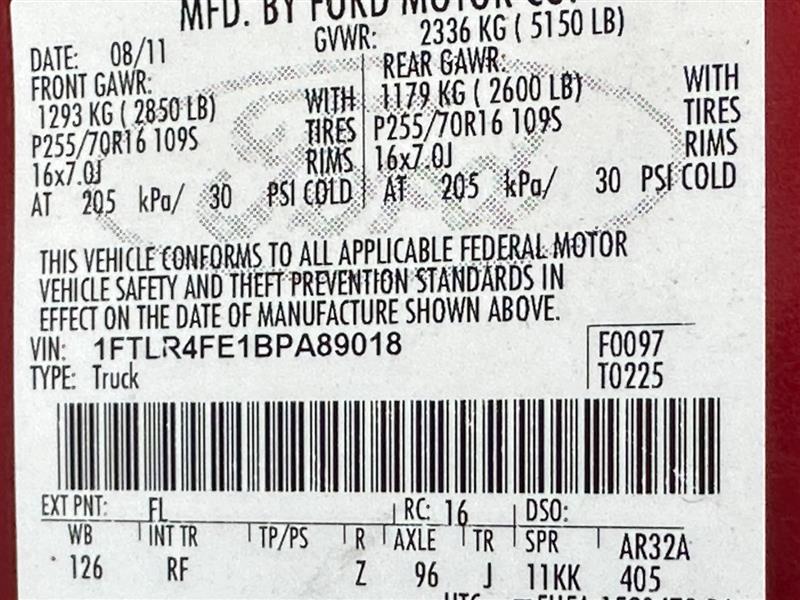 MFD. BY FORD MOTOR CO.
DATE: 08/11 GVWR: 2336 KG ( 5150 LB)
FRONT GAWR: REAR GAWR:
1293 KG ( 2850 LB) WITH 1179 KG ( 2600 LB) WITH
P255/70R16 109S TIRES P255/70R16 109S TIRES
16x7.0J RIMS 16x7.0J RIMS
AT 205 kPa/ 30 PSI COLD AT 205 kPa/ 30 PSI COLD
THIS VEHICLE CONFORMS TO ALL APPLICABLE FEDERAL MOTOR
VEHICLE SAFETY AND THEFT PREVENTION STANDARDS IN
EFFECT ON THE DATE OF MANUFACTURE SHOWN ABOVE.
VIN: 1FTLR4FE1BPA89018 F0097
TYPE: Truck T0225
EXT PNT: FL RC: 16 DSO:
WB INT TR TP/PS R AXLE TR SPR AR32A
126 RF Z 96 J 11KK 405